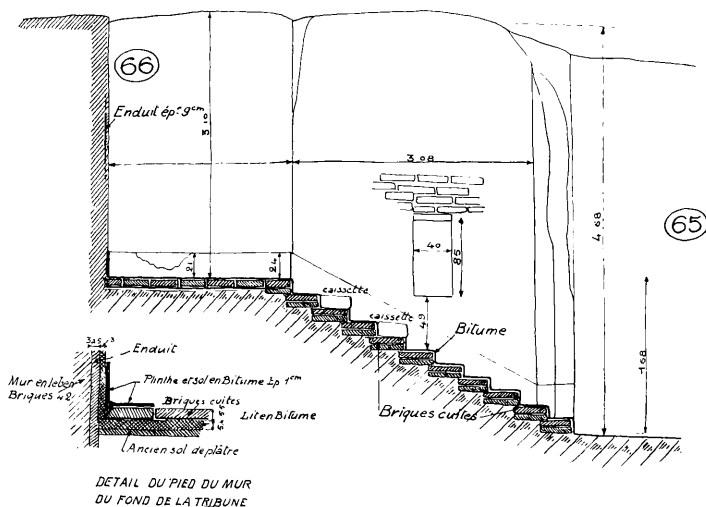 66
Enduit ép.r 9cm
3.10
3.08
4.68
65
40
85
21
24
caissette
caissette
49
Bitume
1.68
Enduit
Mur en leben
Briques 42
Plinthe et sol en Bitume Ep 1cm
Briques cuites
Lit en Bitume
Briques cuites
Ancien sol de plâtre
DETAIL DU PIED DU MUR
DU FOND DE LA TRIBUNE